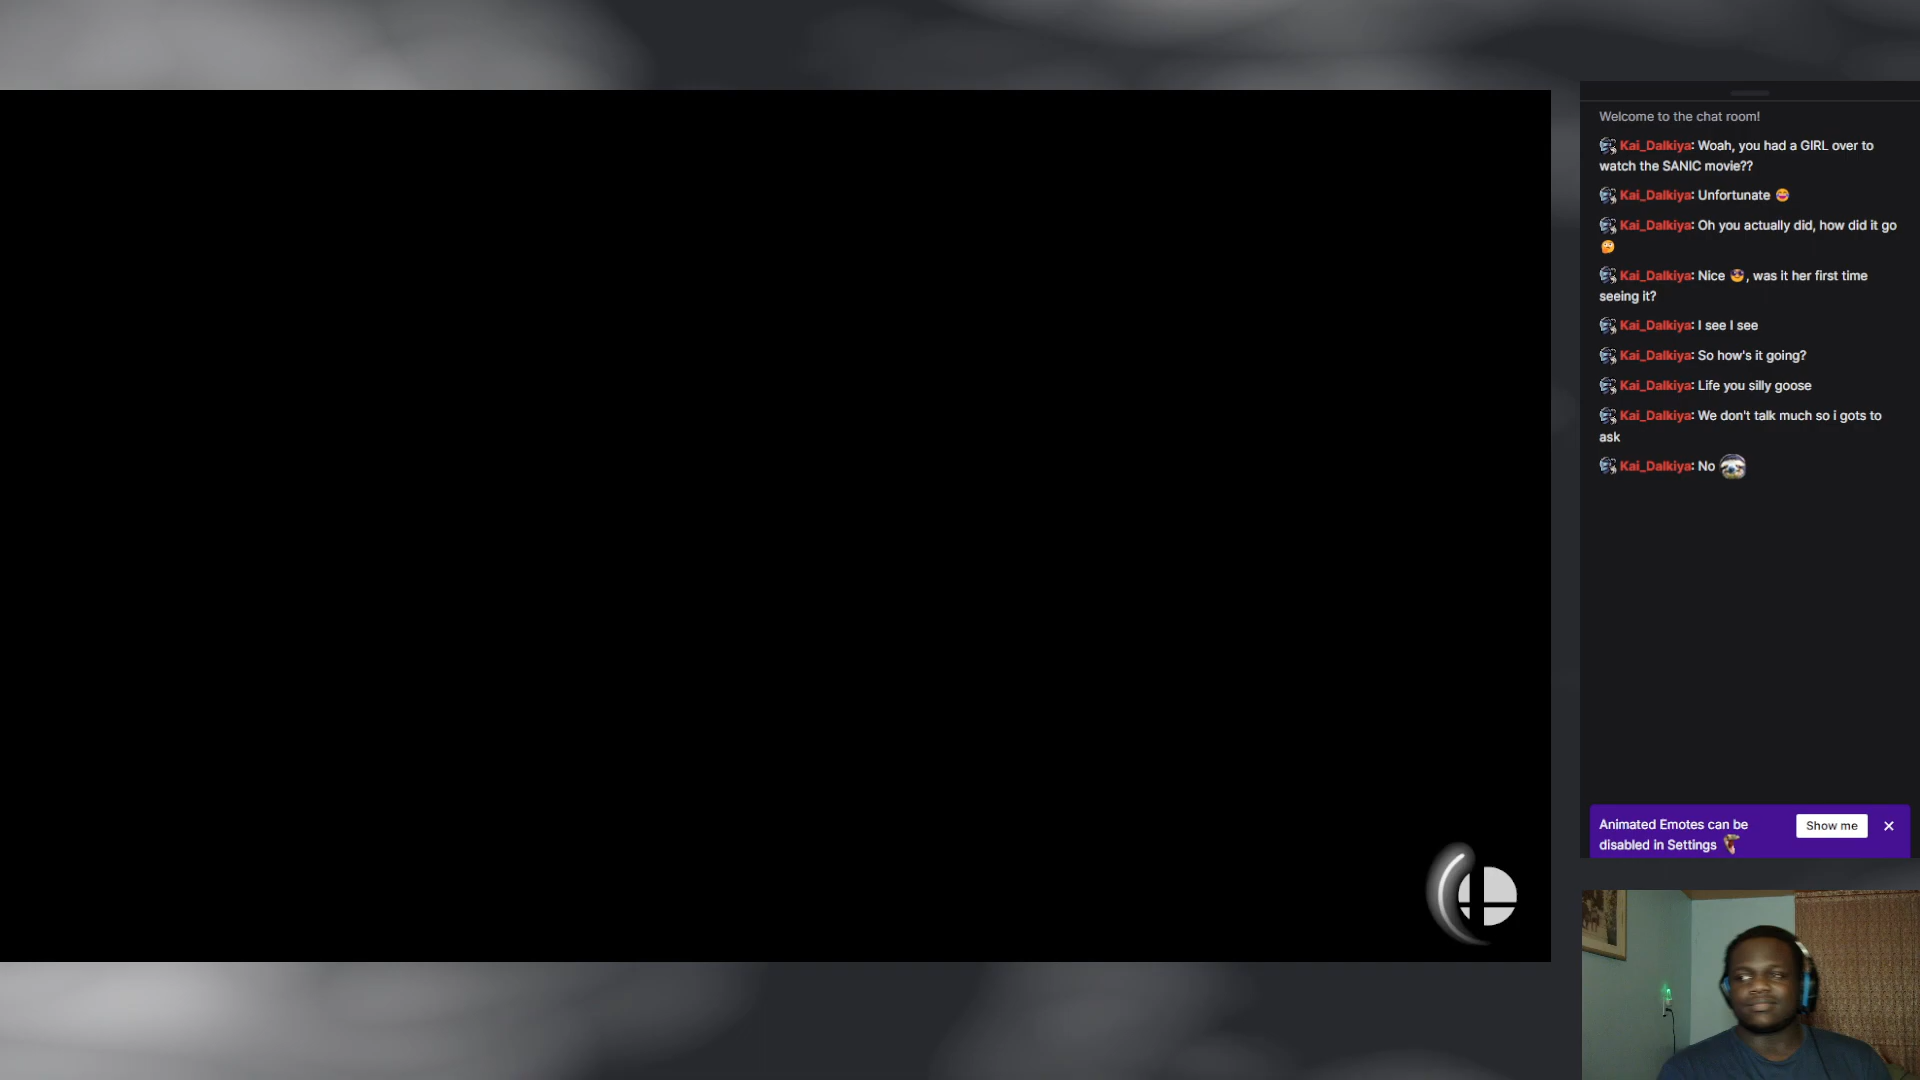 Welcome to the chat room!
Kai_Dalkiya: Woah, you had a GIRL over to
watch the SANIC movie??
Kai_Dalkiya: Unfortunate
Kai_Dalkiya: Oh you actually did, how did it go
Kai_Dalkiya: Nice , was it her first time
seeing it?
Kai_Dalkiya: I see I see
Kai_Dalkiya: So how's it going?
Kai_Dalkiya: Life you silly goose
Kai_Dalkiya: We don't talk much so i gots to
ask
Kai_Dalkiya: No
Animated Emotes can be
disabled in Settings
Show me